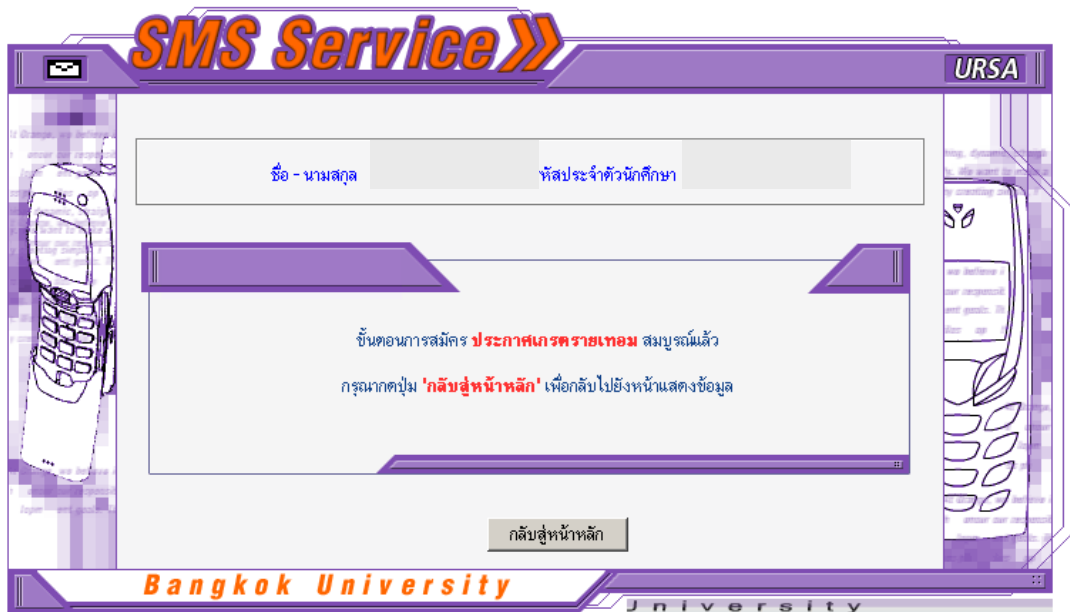 SMS Service
URSA
ชื่อ - นามสกุล หัสประจำตัวนักศึกษา
ขั้นตอนการสมัคร ประกาศเกรดรายเทอม สมบูรณ์แล้ว
กรุณากดปุ่ม 'กลับสู่หน้าหลัก' เพื่อกลับไปยังหน้าแสดงข้อมูล
กลับสู่หน้าหลัก
Bangkok University
University